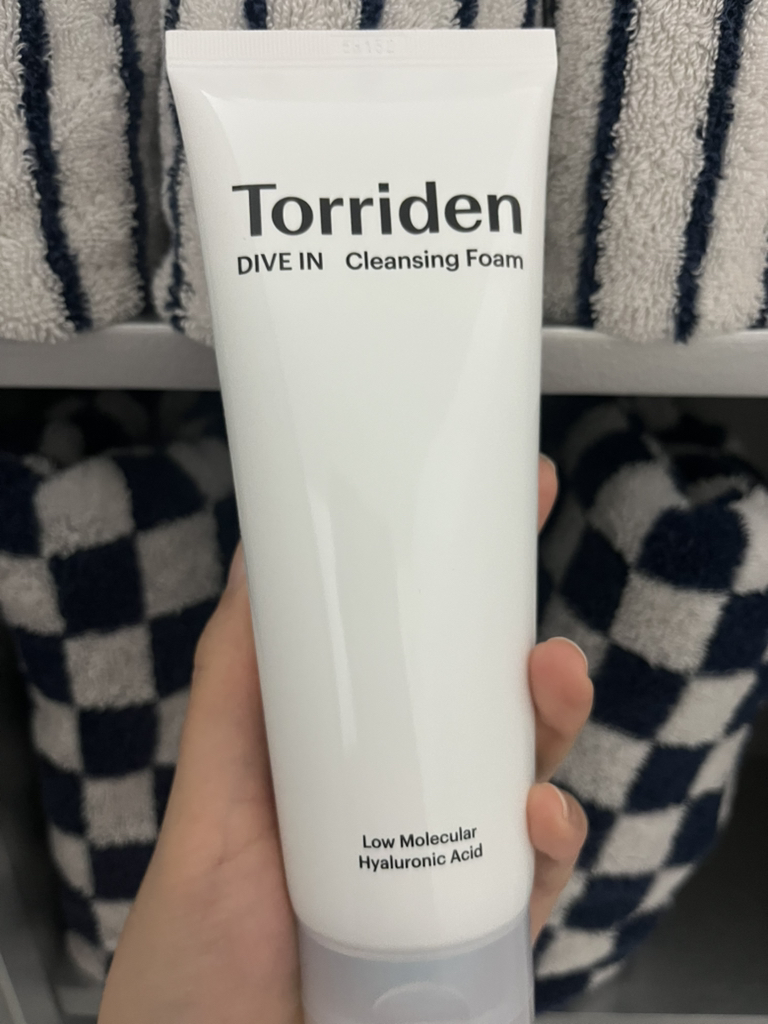 Torriden
DIVE IN Cleansing Foam
Low Molecular
Hyaluronic Acid